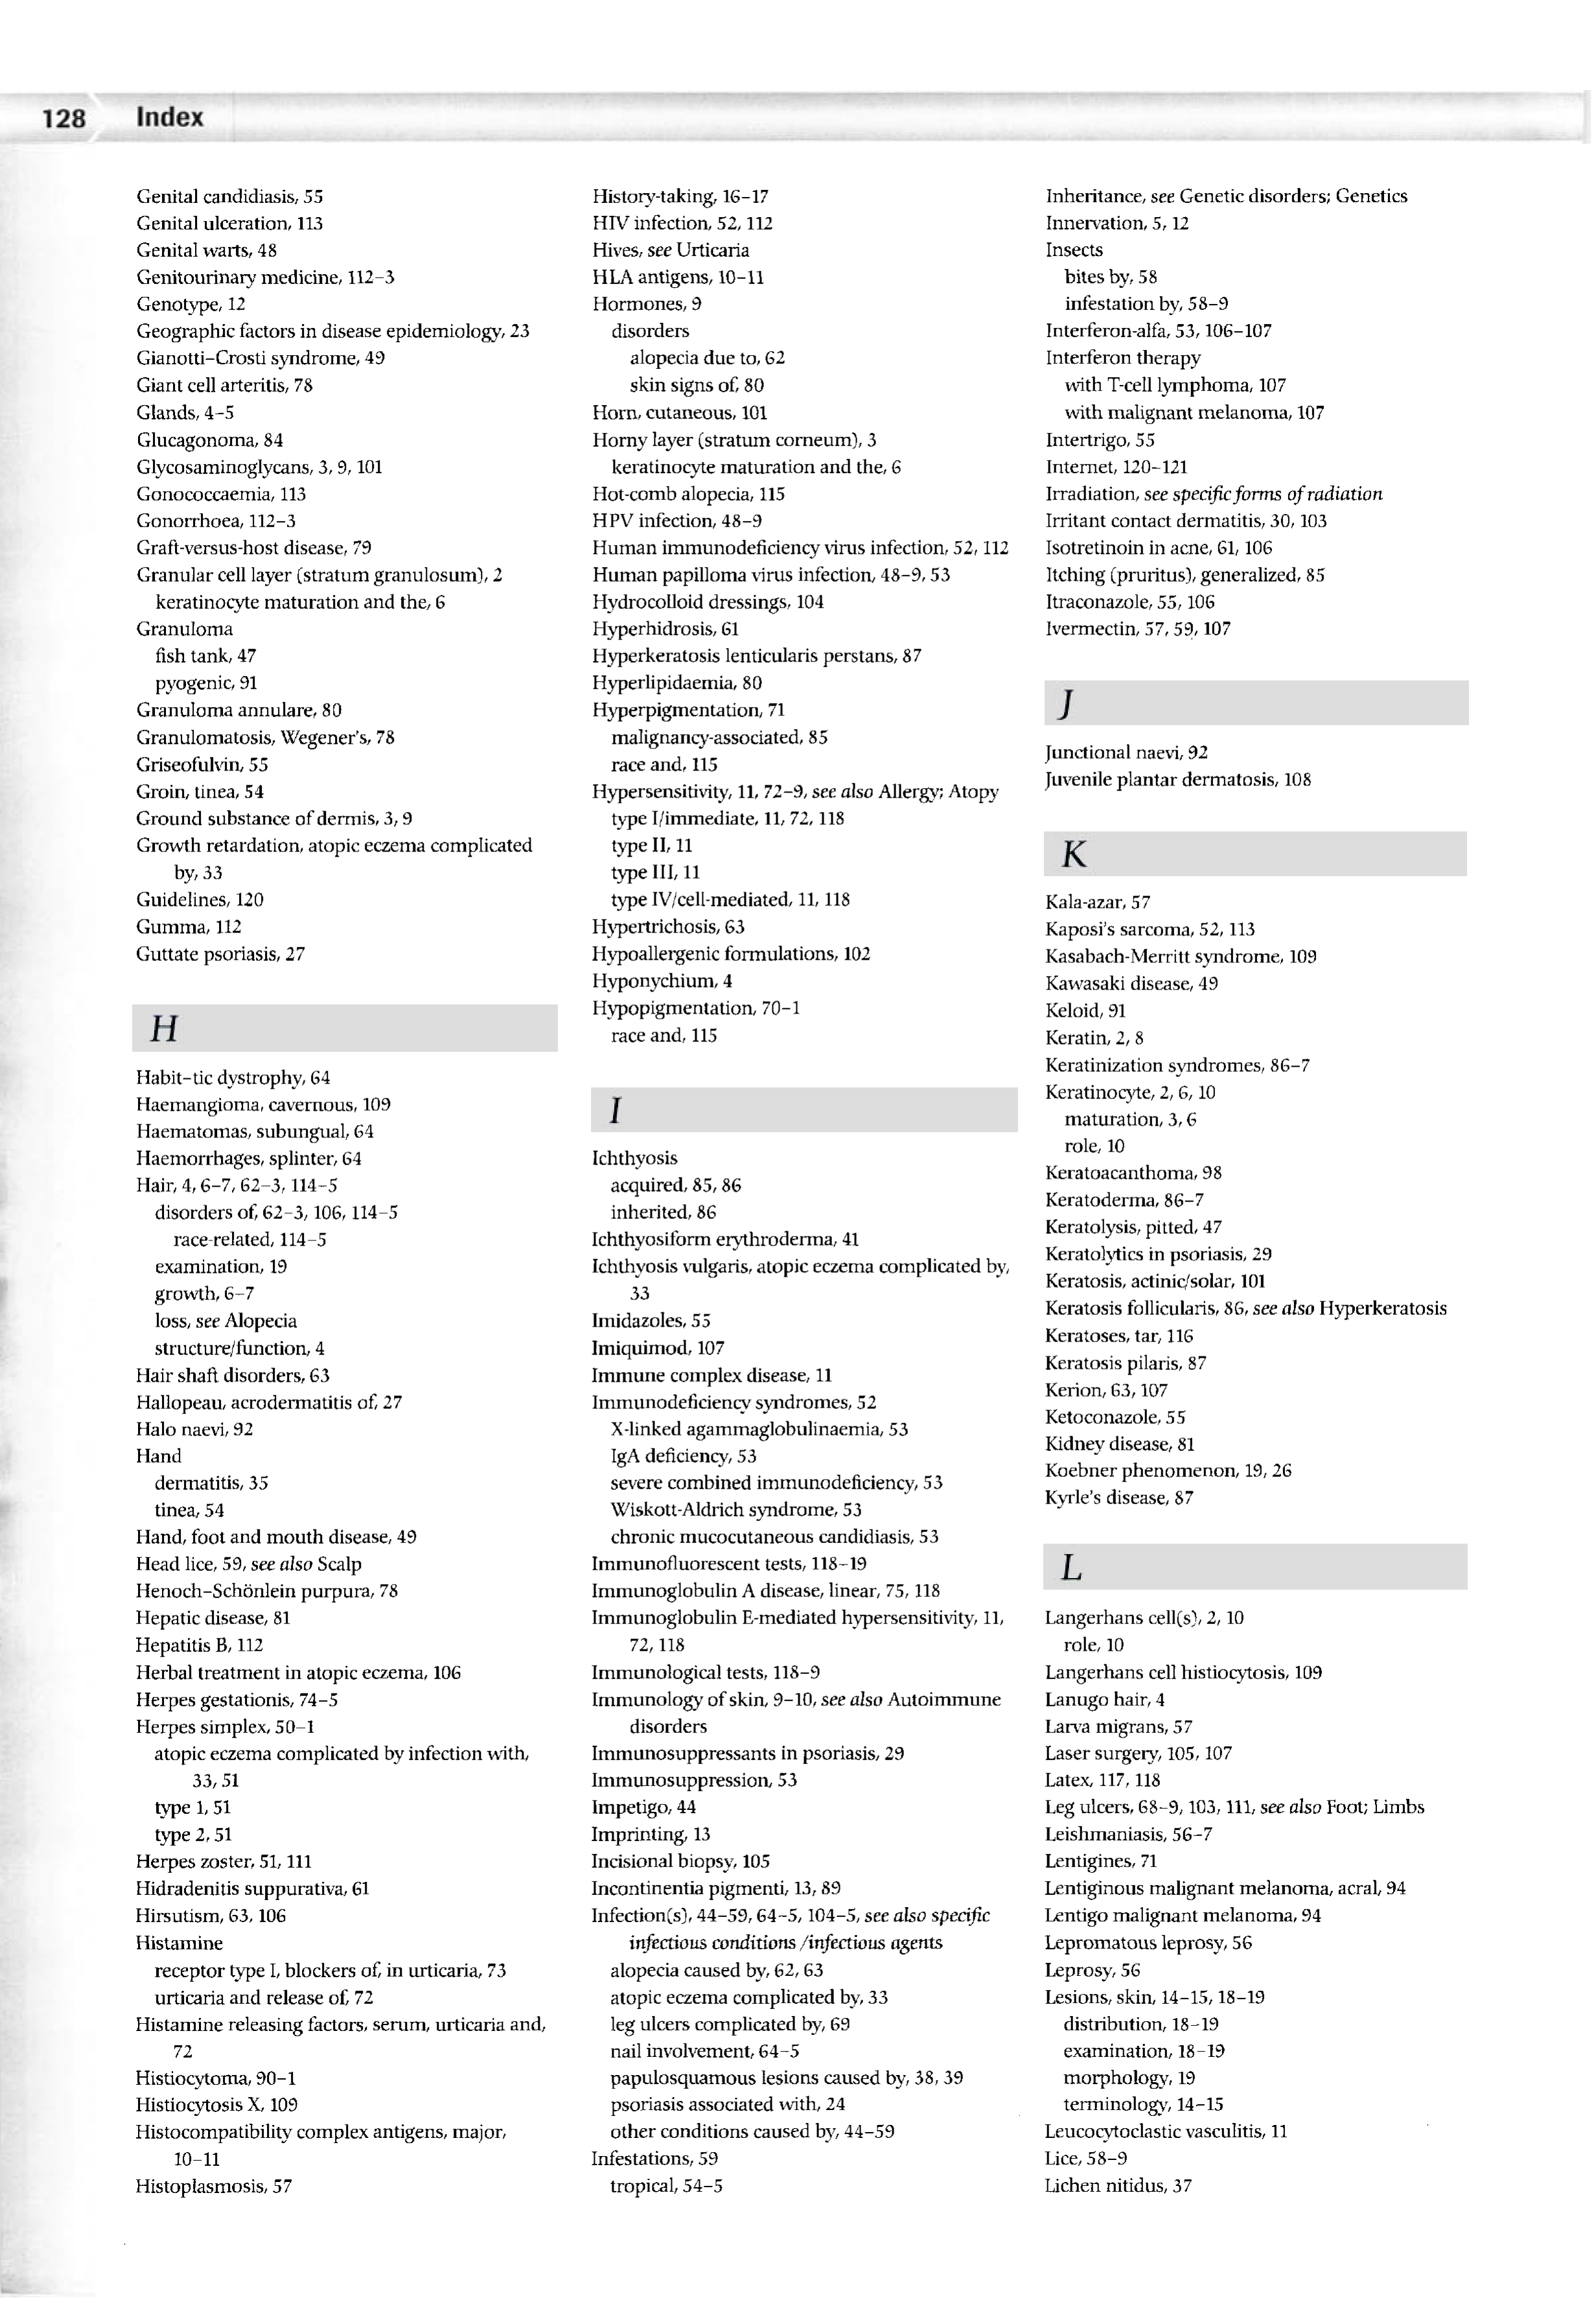 128 Index
Genital candidiasis, 55
Genital ulceration, 113
Genital warts, 48
Genitourinary medicine, 112–3
Genotype, 12
Geographic factors in disease epidemiology, 23
Gianotti–Crosti syndrome, 49
Giant cell arteritis, 78
Glands, 4–5
Glucagonoma, 84
Glycosaminoglycans, 3, 9, 101
Gonococcaemia, 113
Gonorrhoea, 112–3
Graft-versus-host disease, 79
Granular cell layer (stratum granulosum), 2
keratinocyte maturation and the, 6
Granuloma
fish tank, 47
pyogenic, 91
Granuloma annulare, 80
Granulomatosis, Wegener's, 78
Griseofulvin, 55
Groin, tinea, 54
Ground substance of dermis, 3, 9
Growth retardation, atopic eczema complicated
by, 33
Guidelines, 120
Gumma, 112
Guttate psoriasis, 27
H
Habit–tic dystrophy, 64
Haemangioma, cavernous, 109
Haematomas, subungual, 64
Haemorrhages, splinter, 64
Hair, 4, 6–7, 62–3, 114–5
disorders of, 62–3, 106, 114–5
race-related, 114–5
examination, 19
growth, 6–7
loss, see Alopecia
structure/function, 4
Hair shaft disorders, 63
Hallopeau, acrodermatitis of, 27
Halo naevi, 92
Hand
dermatitis, 35
tinea, 54
Hand, foot and mouth disease, 49
Head lice, 59, see also Scalp
Henoch–Schönlein purpura, 78
Hepatic disease, 81
Hepatitis B, 112
Herbal treatment in atopic eczema, 106
Herpes gestationis, 74–5
Herpes simplex, 50–1
atopic eczema complicated by infection with,
33, 51
type 1, 51
type 2, 51
Herpes zoster, 51, 111
Hidradenitis suppurativa, 61
Hirsutism, 63, 106
Histamine
receptor type I, blockers of, in urticaria, 73
urticaria and release of, 72
Histamine releasing factors, serum, urticaria and,
72
Histiocytoma, 90–1
Histiocytosis X, 109
Histocompatibility complex antigens, major,
10–11
Histoplasmosis, 57
History-taking, 16–17
HIV infection, 52, 112
Hives, see Urticaria
HLA antigens, 10–11
Hormones, 9
disorders
alopecia due to, 62
skin signs of, 80
Horn, cutaneous, 101
Horny layer (stratum corneum), 3
keratinocyte maturation and the, 6
Hot-comb alopecia, 115
HPV infection, 48–9
Human immunodeficiency virus infection, 52, 112
Human papilloma virus infection, 48–9, 53
Hydrocolloid dressings, 104
Hyperhidrosis, 61
Hyperkeratosis lenticularis perstans, 87
Hyperlipidaemia, 80
Hyperpigmentation, 71
malignancy-associated, 85
race and, 115
Hypersensitivity, 11, 72–9, see also Allergy; Atopy
type I/immediate, 11, 72, 118
type II, 11
type III, 11
type IV/cell-mediated, 11, 118
Hypertrichosis, 63
Hypoallergenic formulations, 102
Hyponychium, 4
Hypopigmentation, 70–1
race and, 115
I
Ichthyosis
acquired, 85, 86
inherited, 86
Ichthyosiform erythroderma, 41
Ichthyosis vulgaris, atopic eczema complicated by,
33
Imidazoles, 55
Imiquimod, 107
Immune complex disease, 11
Immunodeficiency syndromes, 52
X-linked agammaglobulinaemia, 53
IgA deficiency, 53
severe combined immunodeficiency, 53
Wiskott-Aldrich syndrome, 53
chronic mucocutaneous candidiasis, 53
Immunofluorescent tests, 118–19
Immunoglobulin A disease, linear, 75, 118
Immunoglobulin E-mediated hypersensitivity, 11,
72, 118
Immunological tests, 118–9
Immunology of skin, 9–10, see also Autoimmune
disorders
Immunosuppressants in psoriasis, 29
Immunosuppression, 53
Impetigo, 44
Imprinting, 13
Incisional biopsy, 105
Incontinentia pigmenti, 13, 89
Infection(s), 44–59, 64–5, 104–5, see also specific
infectious conditions /infectious agents
alopecia caused by, 62, 63
atopic eczema complicated by, 33
leg ulcers complicated by, 69
nail involvement, 64–5
papulosquamous lesions caused by, 38, 39
psoriasis associated with, 24
other conditions caused by, 44–59
Infestations, 59
tropical, 54–5
Inheritance, see Genetic disorders; Genetics
Innervation, 5, 12
Insects
bites by, 58
infestation by, 58–9
Interferon-alfa, 53, 106–107
Interferon therapy
with T-cell lymphoma, 107
with malignant melanoma, 107
Intertrigo, 55
Internet, 120–121
Irradiation, see specific forms of radiation
Irritant contact dermatitis, 30, 103
Isotretinoin in acne, 61, 106
Itching (pruritus), generalized, 85
Itraconazole, 55, 106
Ivermectin, 57, 59, 107
J
Junctional naevi, 92
Juvenile plantar dermatosis, 108
K
Kala-azar, 57
Kaposi's sarcoma, 52, 113
Kasabach-Merritt syndrome, 109
Kawasaki disease, 49
Keloid, 91
Keratin, 2, 8
Keratinization syndromes, 86–7
Keratinocyte, 2, 6, 10
maturation, 3, 6
role, 10
Keratoacanthoma, 98
Keratoderma, 86–7
Keratolysis, pitted, 47
Keratolytics in psoriasis, 29
Keratosis, actinic/solar, 101
Keratosis follicularis, 86, see also Hyperkeratosis
Keratoses, tar, 116
Keratosis pilaris, 87
Kerion, 63, 107
Ketoconazole, 55
Kidney disease, 81
Koebner phenomenon, 19, 26
Kyrle's disease, 87
L
Langerhans cell(s), 2, 10
role, 10
Langerhans cell histiocytosis, 109
Lanugo hair, 4
Larva migrans, 57
Laser surgery, 105, 107
Latex, 117, 118
Leg ulcers, 68–9, 103, 111, see also Foot; Limbs
Leishmaniasis, 56–7
Lentigines, 71
Lentiginous malignant melanoma, acral, 94
Lentigo malignant melanoma, 94
Lepromatous leprosy, 56
Leprosy, 56
Lesions, skin, 14–15, 18–19
distribution, 18–19
examination, 18–19
morphology, 19
terminology, 14–15
Leucocytoclastic vasculitis, 11
Lice, 58–9
Lichen nitidus, 37